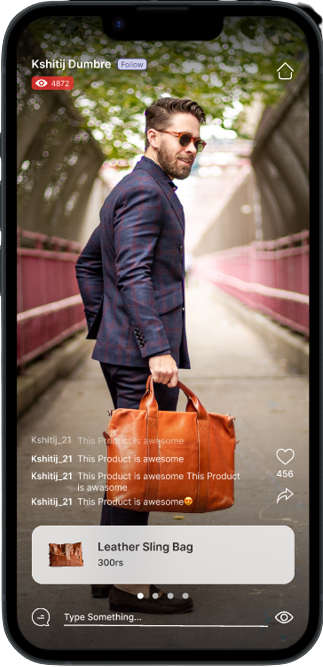 Kshitij Dumbre Follow
4872
Kshitij_21 This Product is awesome
Kshitij_21 This Product is awesome
Kshitij_21 This Product is awesome This Product
is awasome
Kshitij_21 This Product is awesome😍
456
Leather Sling Bag
300rs
Type Something...